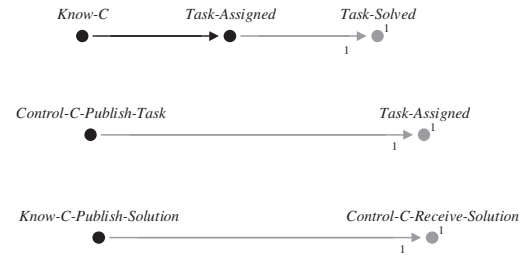 Know-C Task-Assigned Task-Solved
1
1
Control-C-Publish-Task Task-Assigned
1
1
Know-C-Publish-Solution Control-C-Receive-Solution
1
1